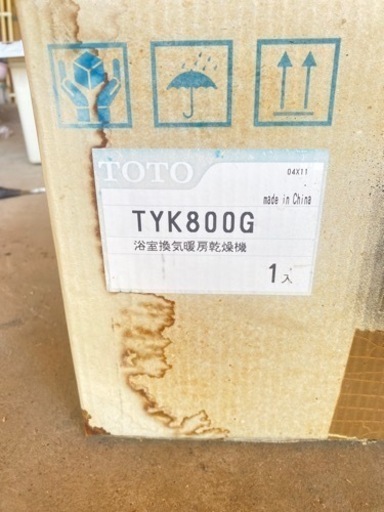 TOTO
04X11
made in China
TYK800G
浴室換気暖房乾燥機
1入